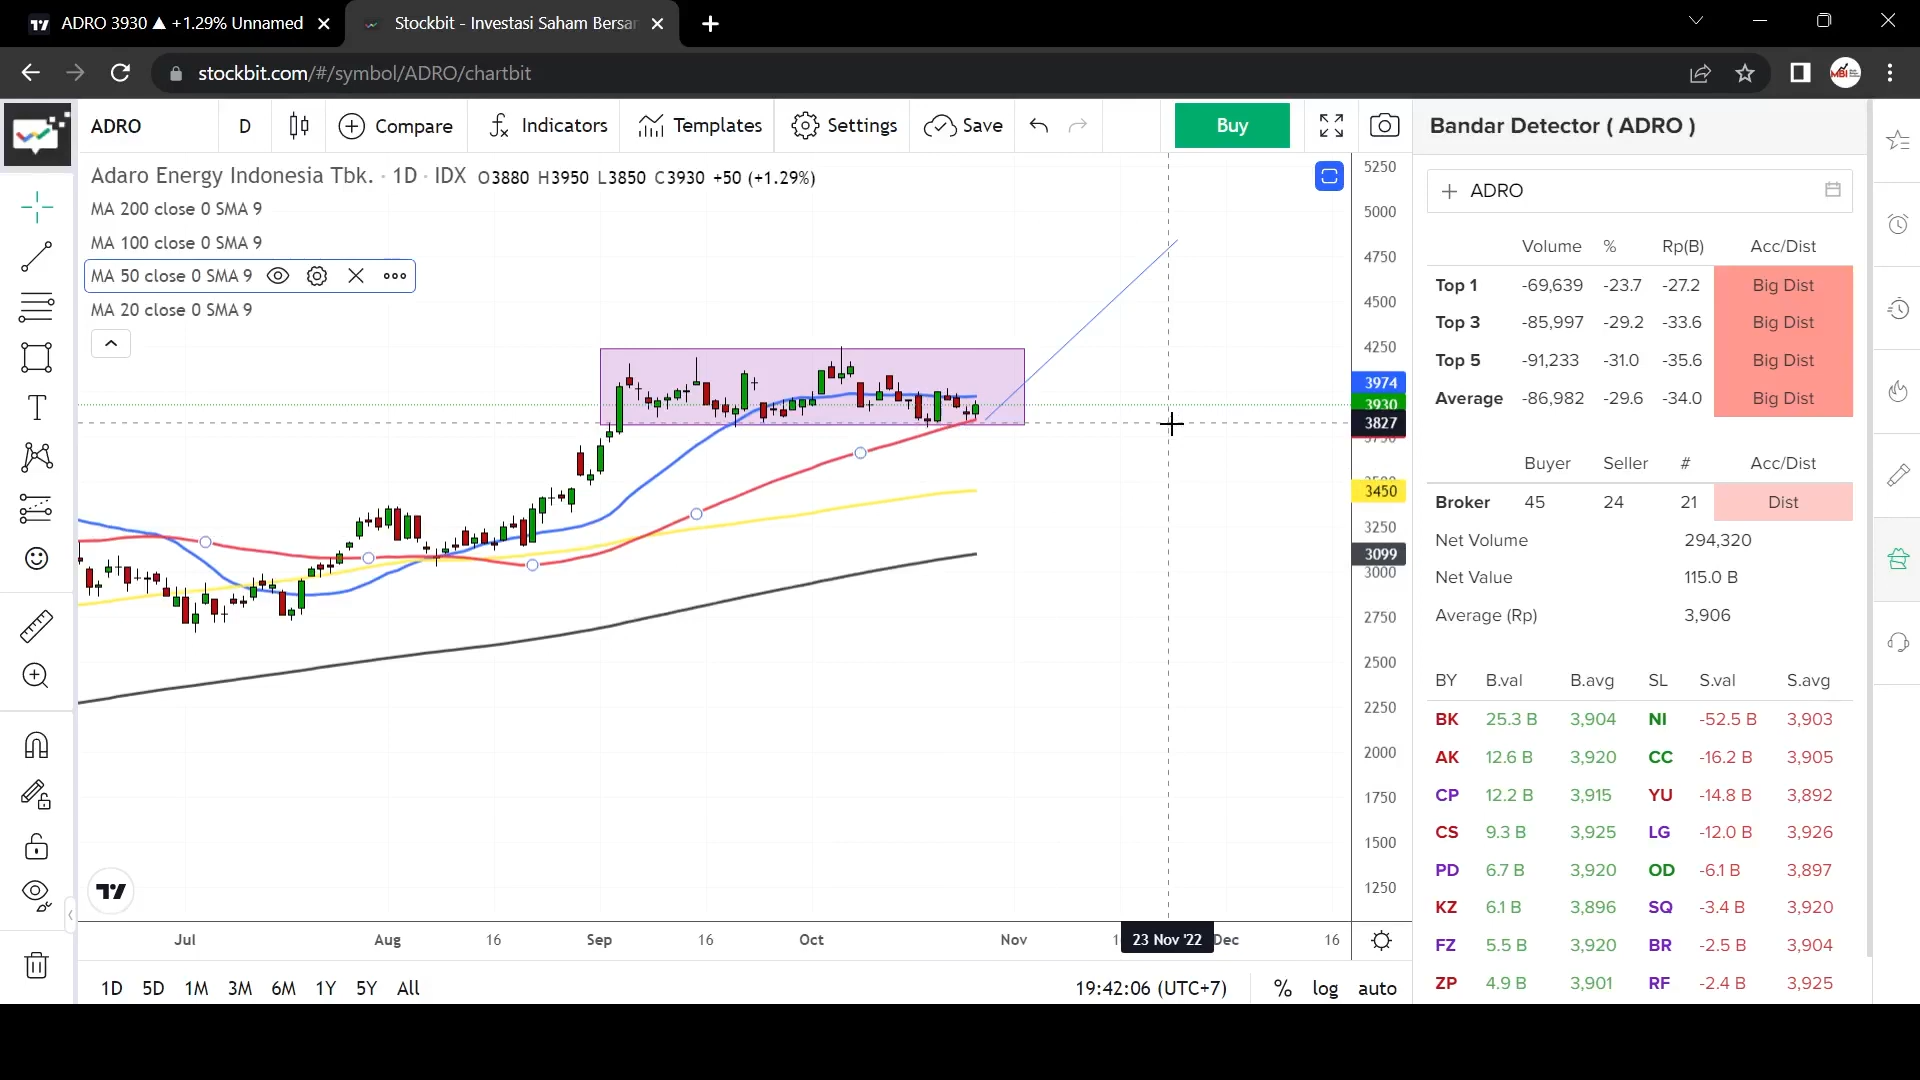 ADRO 3930 ▲ +1.29% Unnamed
Stockbit - Investasi Saham Bersa
stockbit.com/#/symbol/ADRO/chartbit
ADRO D Compare Indicators Templates Settings Save Buy
Adaro Energy Indonesia Tbk. · 1D · IDX O3880 H3950 L3850 C3930 +50 (+1.29%)
MA 200 close 0 SMA 9
MA 100 close 0 SMA 9
MA 50 close 0 SMA 9
MA 20 close 0 SMA 9
5250
5000
4750
4500
4250
3974
3930
3827
3450
3250
3099
3000
2750
2500
2250
2000
1750
1500
1250
Jul Aug 16 Sep 16 Oct Nov 23 Nov '22 Dec 16
1D 5D 1M 3M 6M 1Y 5Y All 19:42:06 (UTC+7) % log auto
Bandar Detector ( ADRO )
ADRO
Volume % Rp(B) Acc/Dist
Top 1 -69,639 -23.7 -27.2 Big Dist
Top 3 -85,997 -29.2 -33.6 Big Dist
Top 5 -91,233 -31.0 -35.6 Big Dist
Average -86,982 -29.6 -34.0 Big Dist
Buyer Seller # Acc/Dist
Broker 45 24 21 Dist
Net Volume 294,320
Net Value 115.0 B
Average (Rp) 3,906
BY B.val B.avg SL S.val S.avg
BK 25.3 B 3,904 NI -52.5 B 3,903
AK 12.6 B 3,920 CC -16.2 B 3,905
CP 12.2 B 3,915 YU -14.8 B 3,892
CS 9.3 B 3,925 LG -12.0 B 3,926
PD 6.7 B 3,920 OD -6.1 B 3,897
KZ 6.1 B 3,896 SQ -3.4 B 3,920
FZ 5.5 B 3,920 BR -2.5 B 3,904
ZP 4.9 B 3,901 RF -2.4 B 3,925